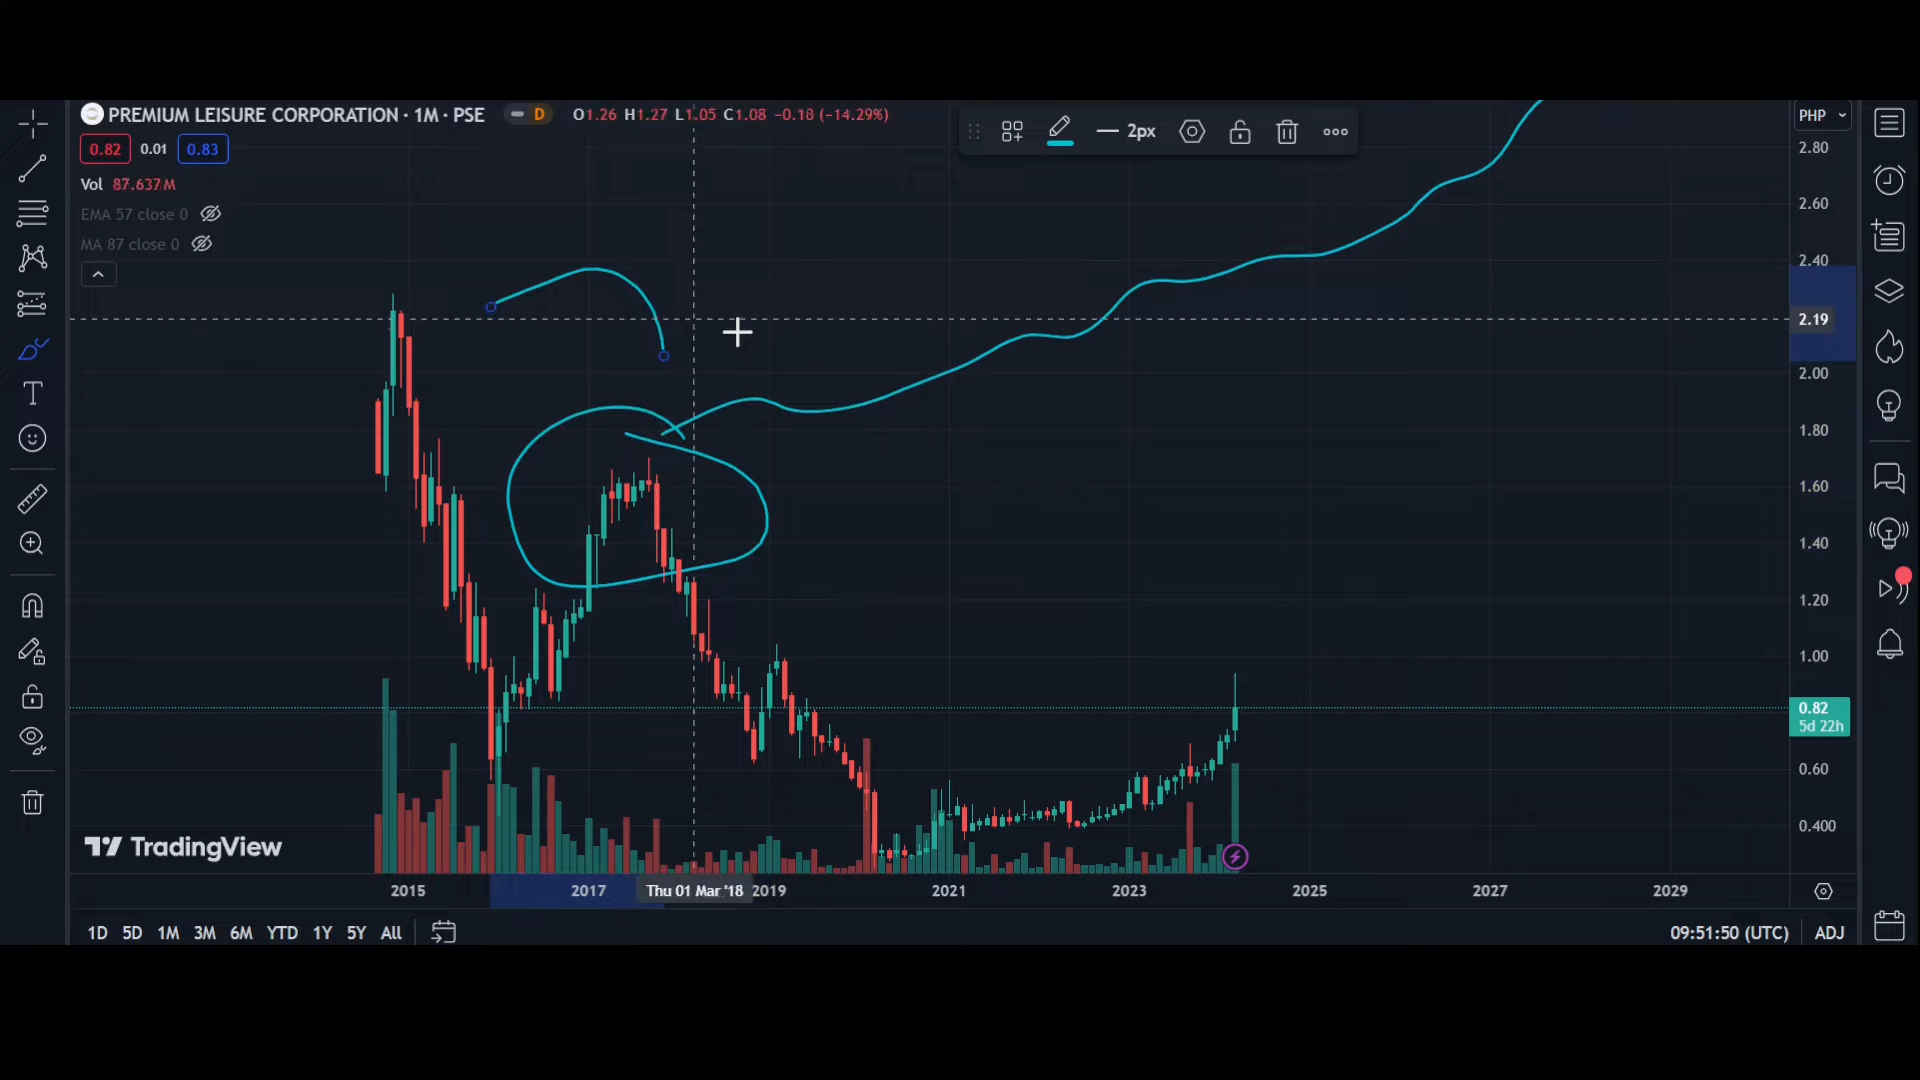 PREMIUM LEISURE CORPORATION · 1M · PSE D O1.26 H1.27 L1.05 C1.08 −0.18 (−14.29%)
2px
PHP
0.82 0.01 0.83
Vol 87.637M
EMA 57 close 0
MA 87 close 0
2.80
2.60
2.40
2.19
2.00
1.80
1.60
1.40
1.20
1.00
0.82
5d 22h
0.60
0.400
TradingView
2015 2017 Thu 01 Mar '18 2019 2021 2023 2025 2027 2029
1D 5D 1M 3M 6M YTD 1Y 5Y All 09:51:50 (UTC) ADJ